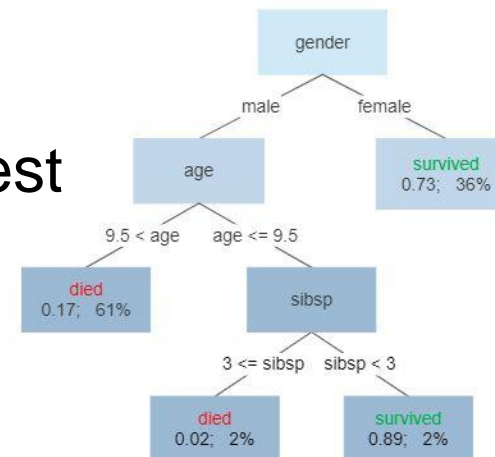 gender
male female
est
age
survived
0.73; 36%
9.5 < age age <= 9.5
died
0.17; 61%
sibsp
3 <= sibsp sibsp < 3
died
0.02; 2%
survived
0.89; 2%